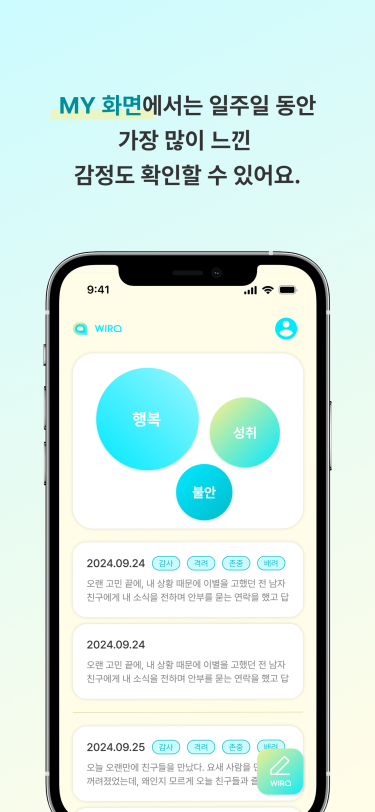 MY 화면에서는 일주일 동안
가장 많이 느낀
감정도 확인할 수 있어요.
9:41
WIRO
행복
성취
불안
2024.09.24 감사 격려 존중 배려
오랜 고민 끝에, 내 상황 때문에 이별을 고했던 전 남자
친구에게 내 소식을 전하며 안부를 묻는 연락을 했고 답
2024.09.24
오랜 고민 끝에, 내 상황 때문에 이별을 고했던 전 남자
친구에게 내 소식을 전하며 안부를 묻는 연락을 했고 답
2024.09.25 감사 격려 존중 배려
오늘 오랜만에 친구들을 만났다. 요새 사람을
꺼려졌었는데, 왠지 모르게 오늘 친구들과
WIRO